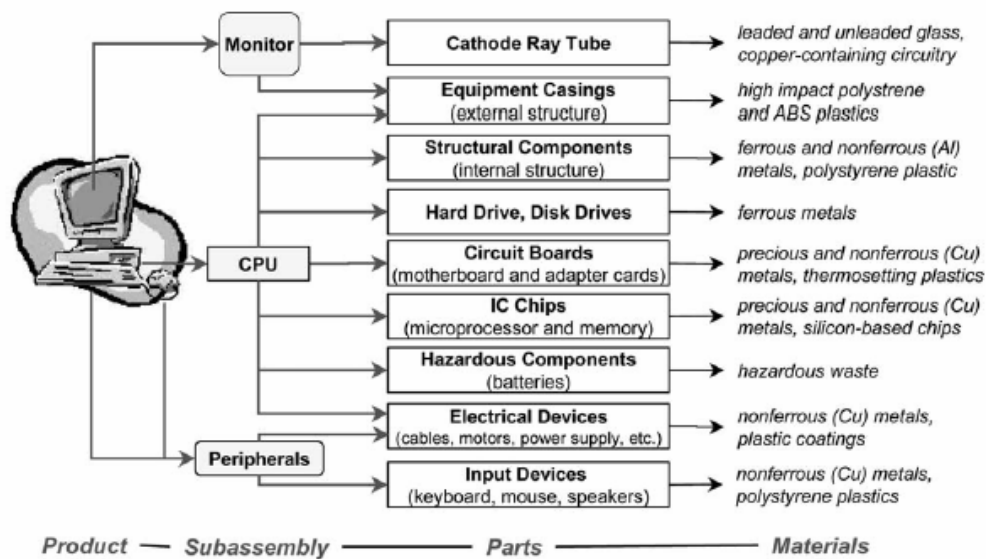 Monitor
Cathode Ray Tube
leaded and unleaded glass,
copper-containing circuitry
Equipment Casings
(external structure)
high impact polystrene
and ABS plastics
Structural Components
(internal structure)
ferrous and nonferrous (Al)
metals, polystyrene plastic
Hard Drive, Disk Drives
ferrous metals
CPU
Circuit Boards
(motherboard and adapter cards)
precious and nonferrous (Cu)
metals, thermosetting plastics
IC Chips
(microprocessor and memory)
precious and nonferrous (Cu)
metals, silicon-based chips
Hazardous Components
(batteries)
hazardous waste
Electrical Devices
(cables, motors, power supply, etc.)
nonferrous (Cu) metals,
plastic coatings
Peripherals
Input Devices
(keyboard, mouse, speakers)
nonferrous (Cu) metals,
polystyrene plastics
Product — Subassembly — Parts — Materials